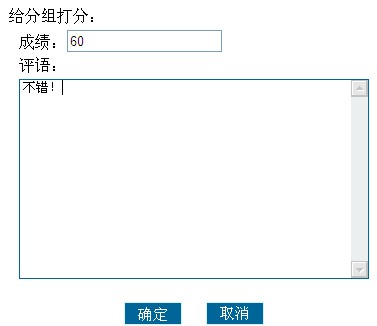 给分组打分：
成绩： 60
评语：
不错！
确定 取消